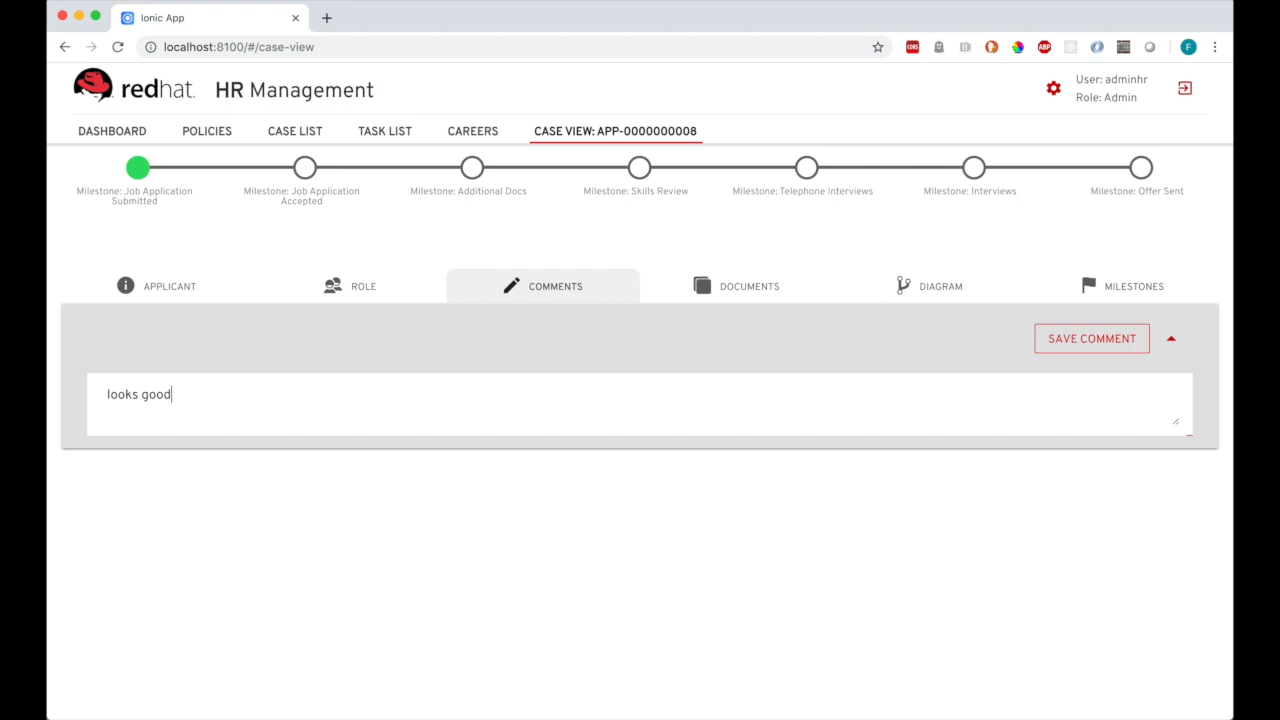 Ionic App
localhost:8100/#/case-view
CORS
ABP
F
redhat. HR Management
User: adminhr
Role: Admin
DASHBOARD POLICIES CASE LIST TASK LIST CAREERS CASE VIEW: APP-0000000008
Milestone: Job Application Submitted
Milestone: Job Application Accepted
Milestone: Additional Docs
Milestone: Skills Review
Milestone: Telephone Interviews
Milestone: Interviews
Milestone: Offer Sent
APPLICANT ROLE COMMENTS DOCUMENTS DIAGRAM MILESTONES
SAVE COMMENT
looks good